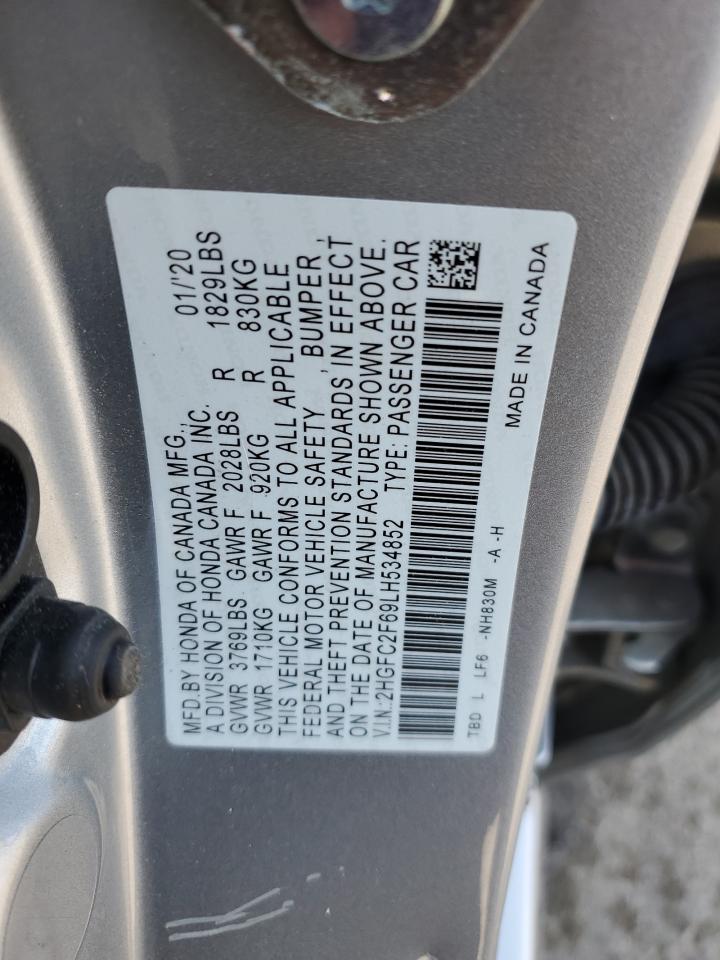 MFD.BY HONDA OF CANADA MFG., 01/'20
A DIVISION OF HONDA CANADA INC.
GVWR 3769LBS GAWR F 2028LBS R 1829LBS
GVWR 1710KG GAWR F 920KG R 830KG
THIS VEHICLE CONFORMS TO ALL APPLICABLE
FEDERAL MOTOR VEHICLE SAFETY , BUMPER ,
AND THEFT PREVENTION STANDARDS IN EFFECT
ON THE DATE OF MANUFACTURE SHOWN ABOVE.
V.I.N.:2HGFC2F69LH534852 TYPE: PASSENGER CAR
TBD L LF6 -NH830M -A -H
MADE IN CANADA